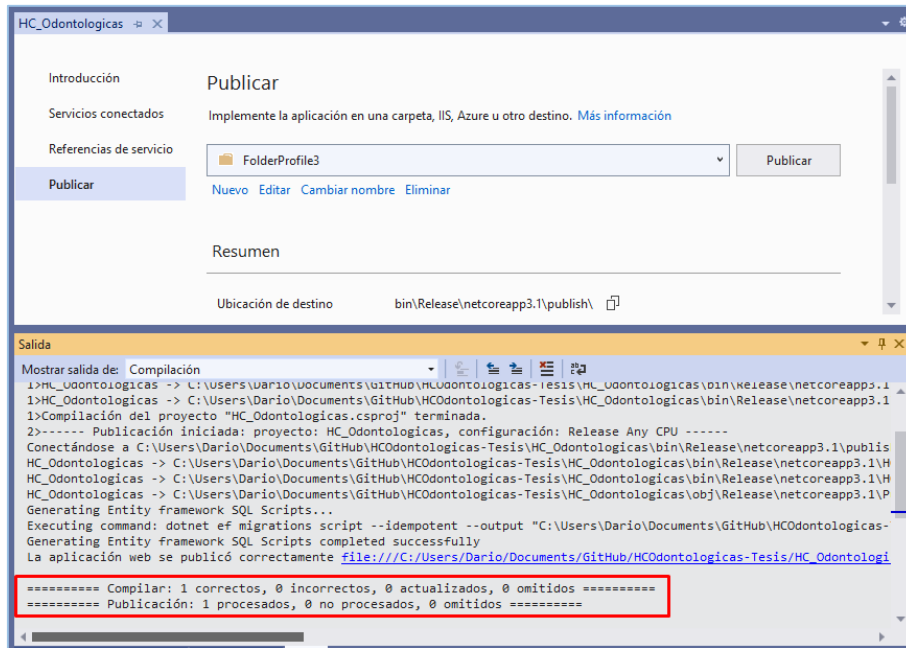 HC_Odontologicas
Introducción
Servicios conectados
Referencias de servicio
Publicar
Publicar
Implemente la aplicación en una carpeta, IIS, Azure u otro destino. Más información
FolderProfile3
Publicar
Nuevo Editar Cambiar nombre Eliminar
Resumen
Ubicación de destino bin\Release\netcoreapp3.1\publish\
Salida
Mostrar salida de: Compilación
1>HC_Odontologicas -> C:\Users\Dario\Documents\GitHub\HCOdontologicas-Tesis\HC_Odontologicas\bin\Release\netcoreapp3.1
1>HC_Odontologicas -> C:\Users\Dario\Documents\GitHub\HCOdontologicas-Tesis\HC_Odontologicas\bin\Release\netcoreapp3.1
1>Compilación del proyecto "HC_Odontologicas.csproj" terminada.
2>------ Publicación iniciada: proyecto: HC_Odontologicas, configuración: Release Any CPU ------
Conectándose a C:\Users\Dario\Documents\GitHub\HCOdontologicas-Tesis\HC_Odontologicas\bin\Release\netcoreapp3.1\publis
HC_Odontologicas -> C:\Users\Dario\Documents\GitHub\HCOdontologicas-Tesis\HC_Odontologicas\bin\Release\netcoreapp3.1\H
HC_Odontologicas -> C:\Users\Dario\Documents\GitHub\HCOdontologicas-Tesis\HC_Odontologicas\bin\Release\netcoreapp3.1\H
HC_Odontologicas -> C:\Users\Dario\Documents\GitHub\HCOdontologicas-Tesis\HC_Odontologicas\obj\Release\netcoreapp3.1\P
Generating Entity framework SQL Scripts...
Executing command: dotnet ef migrations script --idempotent --output "C:\Users\Dario\Documents\GitHub\HCOdontologicas-
Generating Entity framework SQL Scripts completed successfully
La aplicación web se publicó correctamente file:///C:/Users/Dario/Documents/GitHub/HCOdontologicas-Tesis/HC_Odontologi
========== Compilar: 1 correctos, 0 incorrectos, 0 actualizados, 0 omitidos ==========
========== Publicación: 1 procesados, 0 no procesados, 0 omitidos ==========